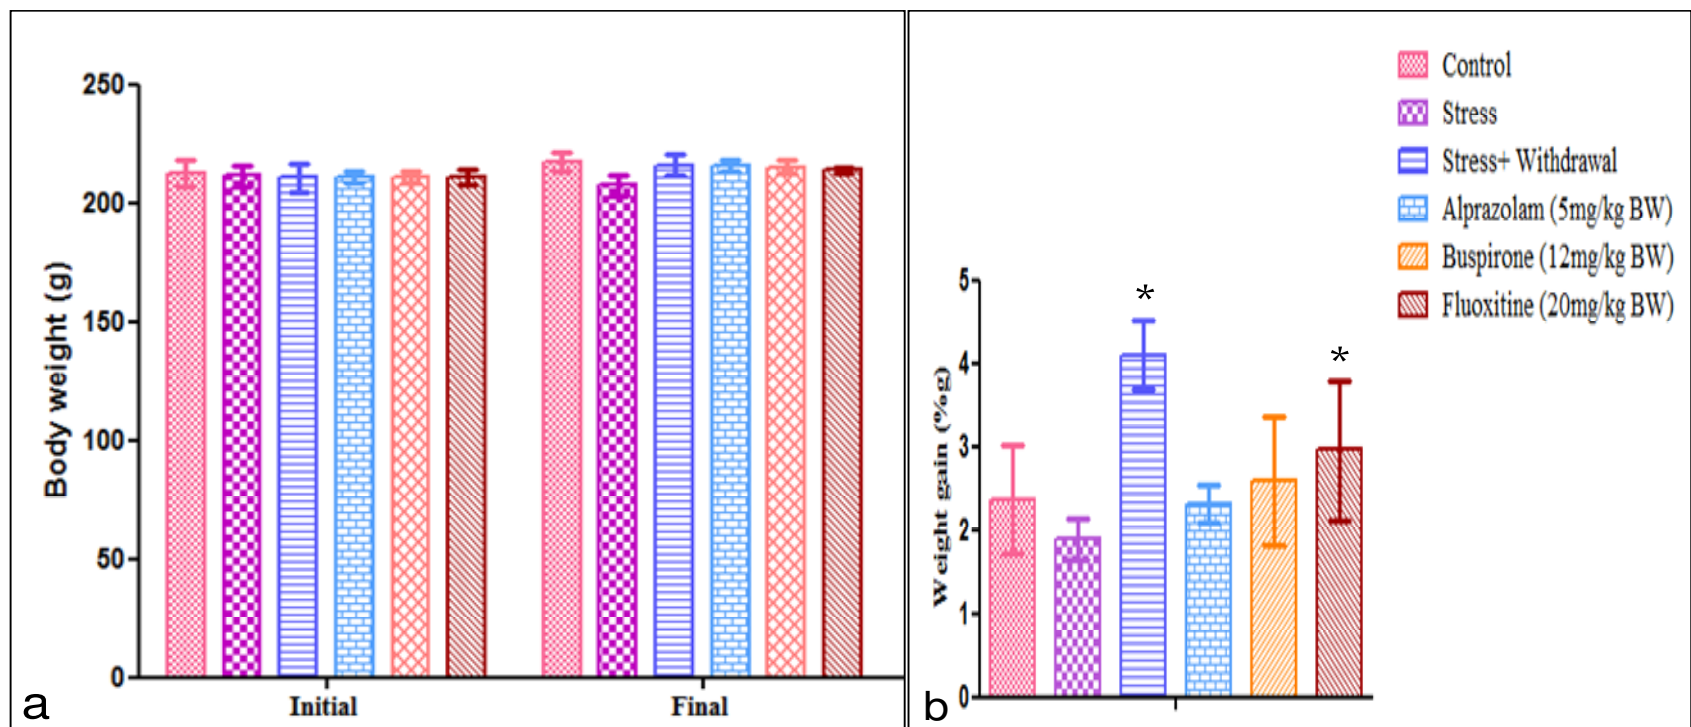 250
200
150
100
50
0
Body weight (g)
Initial
Final
a
Control
Stress
Stress+ Withdrawal
Alprazolam (5mg/kg BW)
Buspirone (12mg/kg BW)
Fluoxitine (20mg/kg BW)
5
4
3
2
1
0
Weight gain (%g)
*
*
b